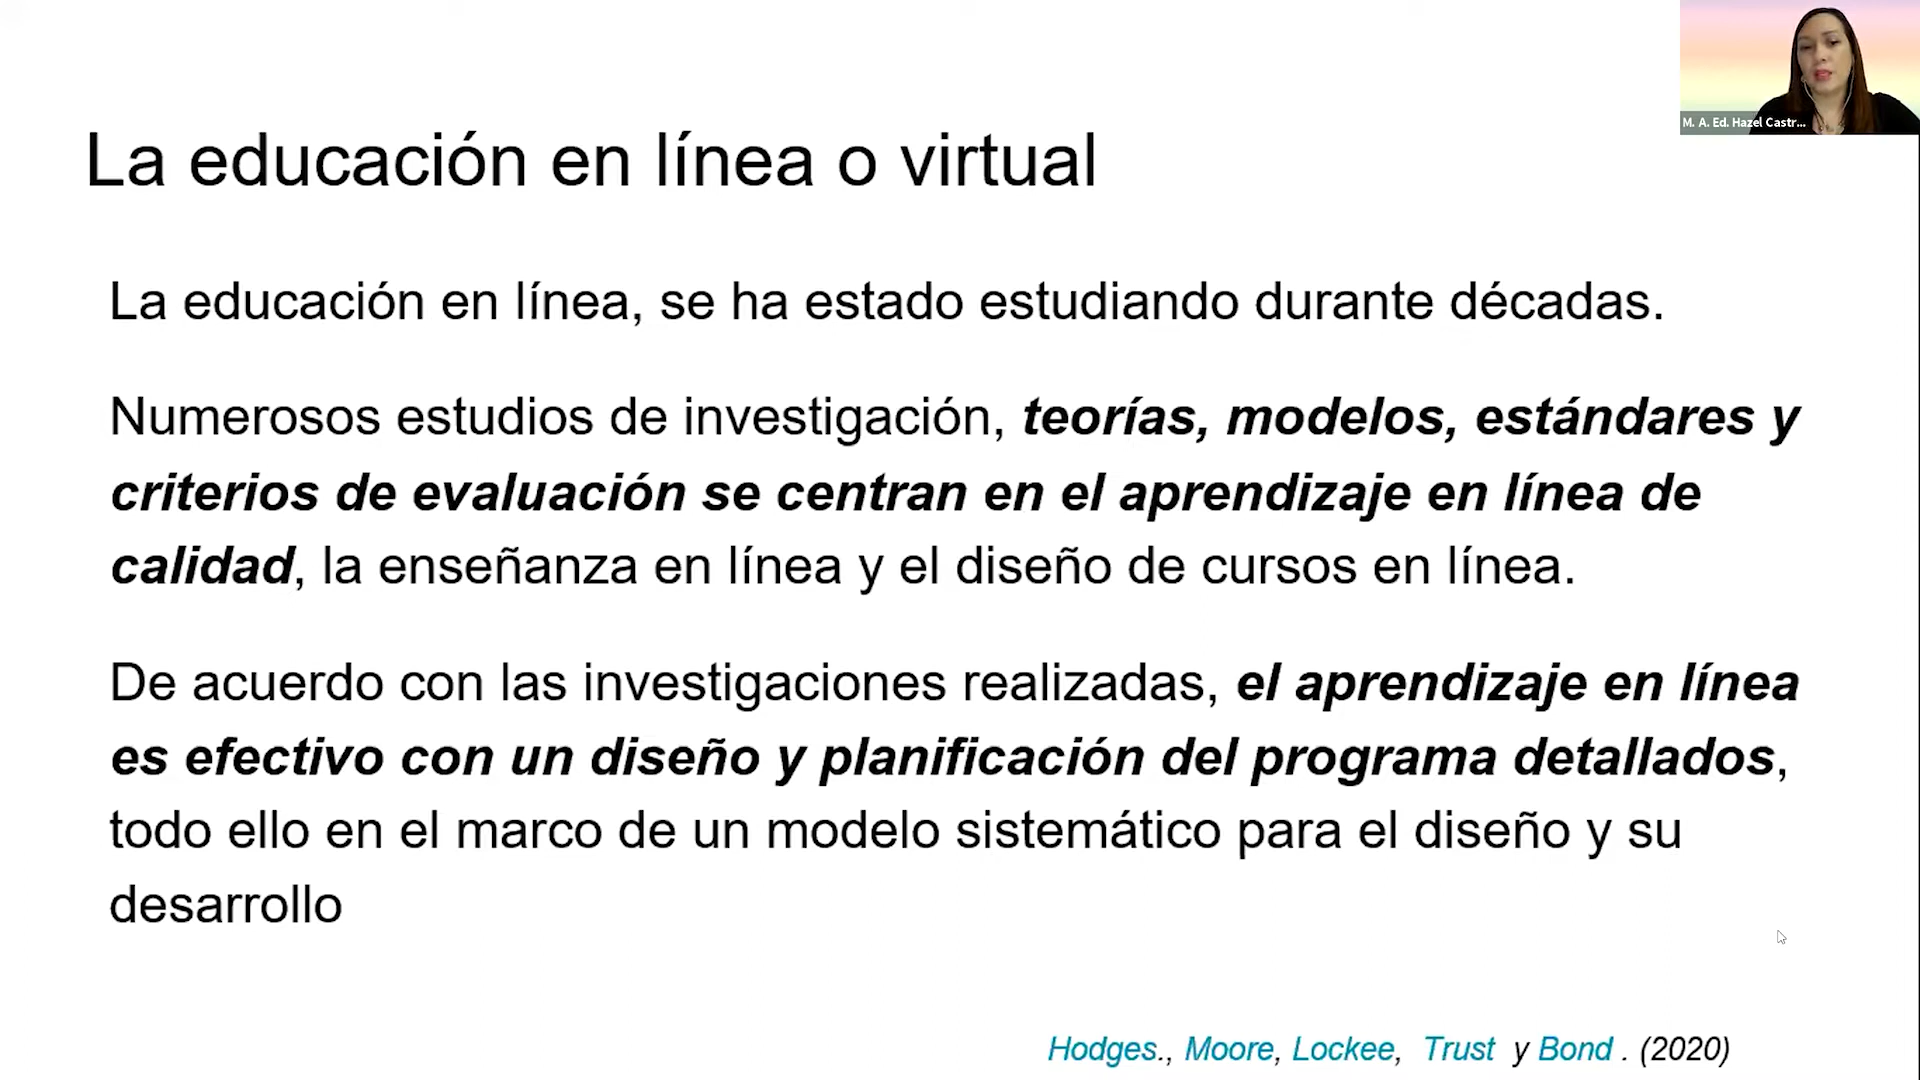 M. A. Ed. Hazel Castr...
La educación en línea o virtual
La educación en línea, se ha estado estudiando durante décadas.
Numerosos estudios de investigación, teorías, modelos, estándares y
criterios de evaluación se centran en el aprendizaje en línea de
calidad, la enseñanza en línea y el diseño de cursos en línea.
De acuerdo con las investigaciones realizadas, el aprendizaje en línea
es efectivo con un diseño y planificación del programa detallados,
todo ello en el marco de un modelo sistemático para el diseño y su
desarrollo
Hodges., Moore, Lockee, Trust y Bond . (2020)